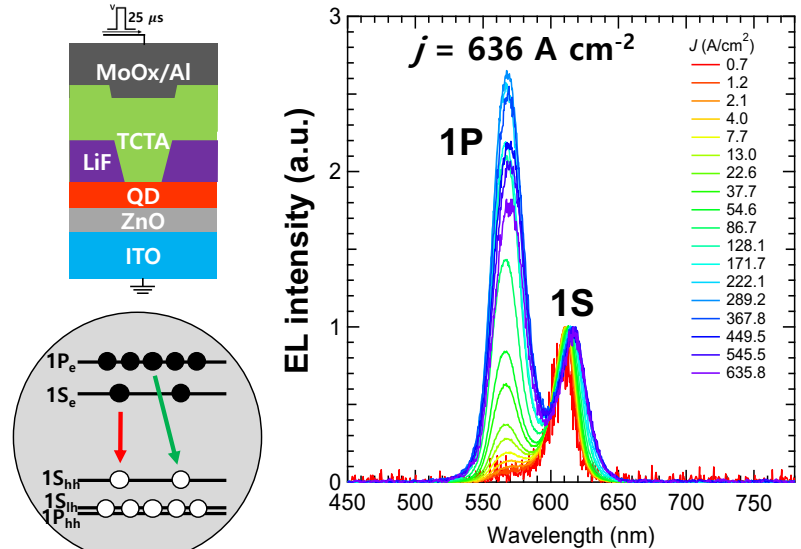 V
25 μs
MoOx/Al
TCTA
LiF
QD
ZnO
ITO
1Pₑ
1Sₑ
1Sₕₕ
1Sₗₕ
1Pₕₕ
j = 636 A cm⁻²
1P
1S
J (A/cm²)
0.7
1.2
2.1
4.0
7.7
13.0
22.6
37.7
54.6
86.7
128.1
171.7
222.1
289.2
367.8
449.5
545.5
635.8
EL intensity (a.u.)
3
2
1
0
450 500 550 600 650 700 750
Wavelength (nm)